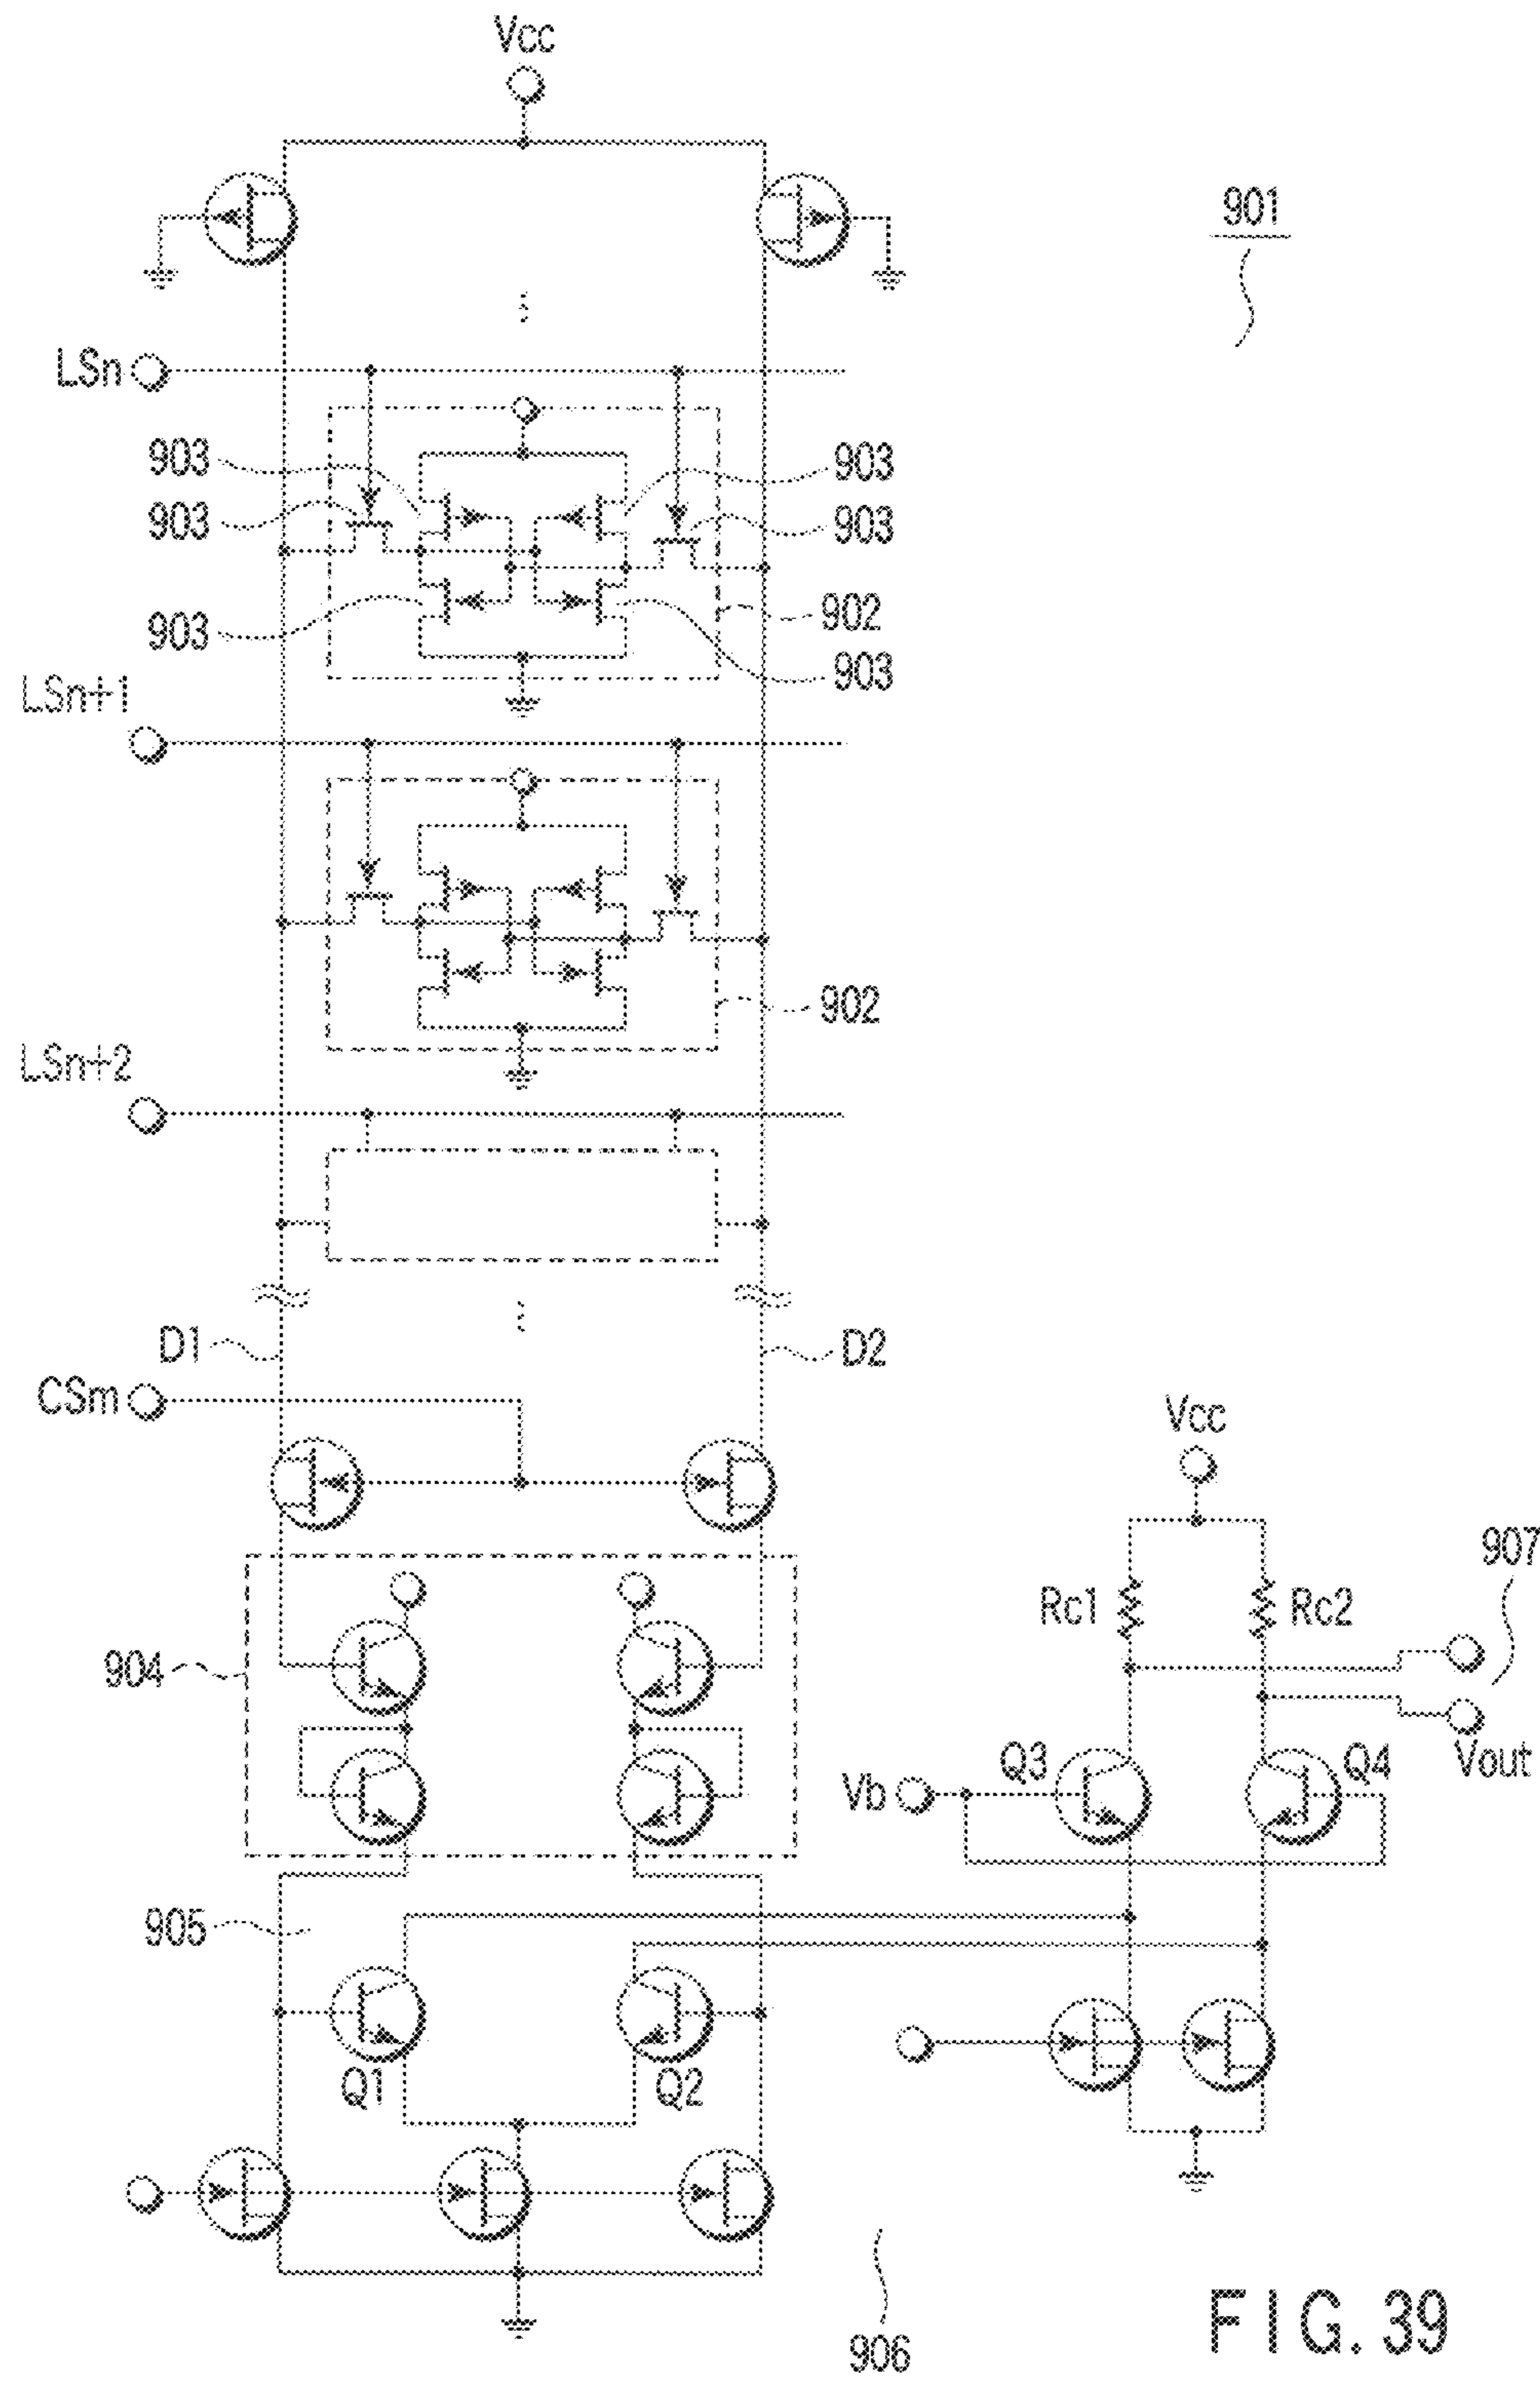 Vcc
901
LSn
903
903
903
903
902
903
903
LSn+1
902
LSn+2
D1
D2
CSm
Vcc
907
Rc1
Rc2
904
Vout
Q3
Q4
Vb
905
Q1
Q2
906
FIG. 39